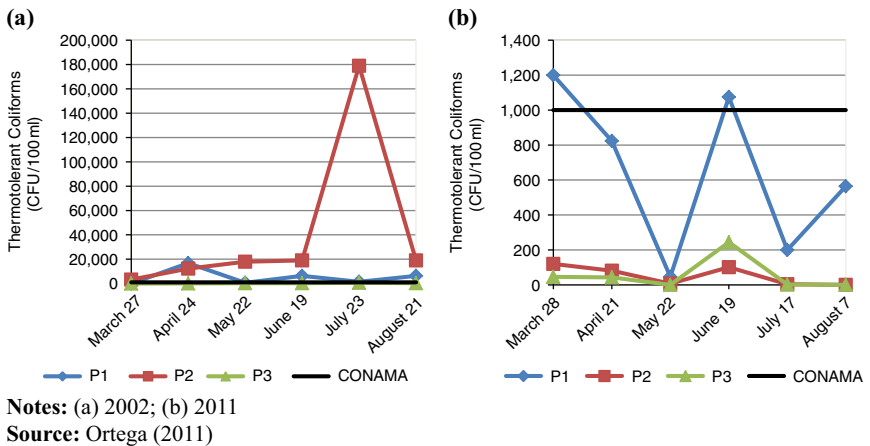 (a)
Thermotolerant Coliforms
(CFU/100 ml)
200,000
180,000
160,000
140,000
120,000
100,000
80,000
60,000
40,000
20,000
0
March 27
April 24
May 22
June 19
July 23
August 21
P1 P2 P3 CONAMA
(b)
Thermotolerant Coliforms
(CFU/100 ml)
1,400
1,200
1,000
800
600
400
200
0
March 28
April 21
May 22
June 19
July 17
August 7
P1 P2 P3 CONAMA
Notes: (a) 2002; (b) 2011
Source: Ortega (2011)